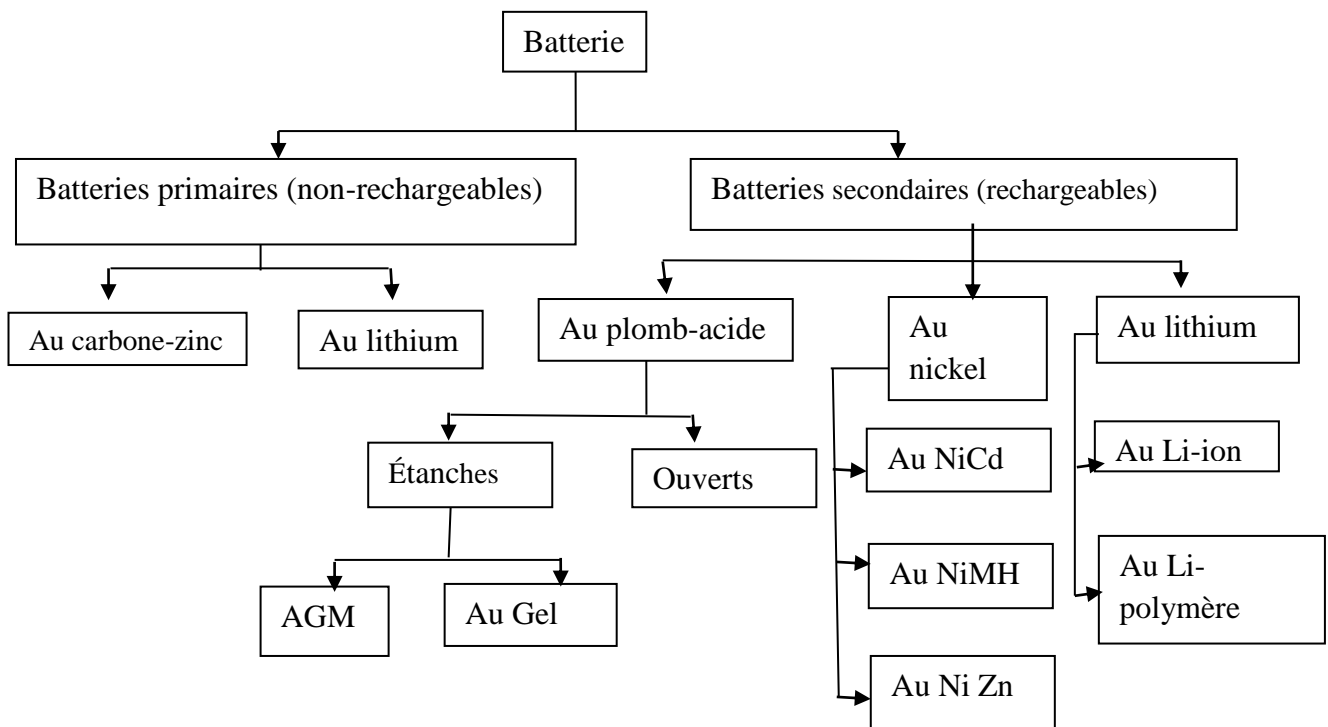 Batterie
Batteries primaires (non-rechargeables)
Batteries secondaires (rechargeables)
Au carbone-zinc
Au lithium
Au plomb-acide
Au
nickel
Au lithium
Étanches
Ouverts
Au NiCd
Au Li-ion
AGM
Au Gel
Au NiMH
Au Li-
polymère
Au Ni Zn